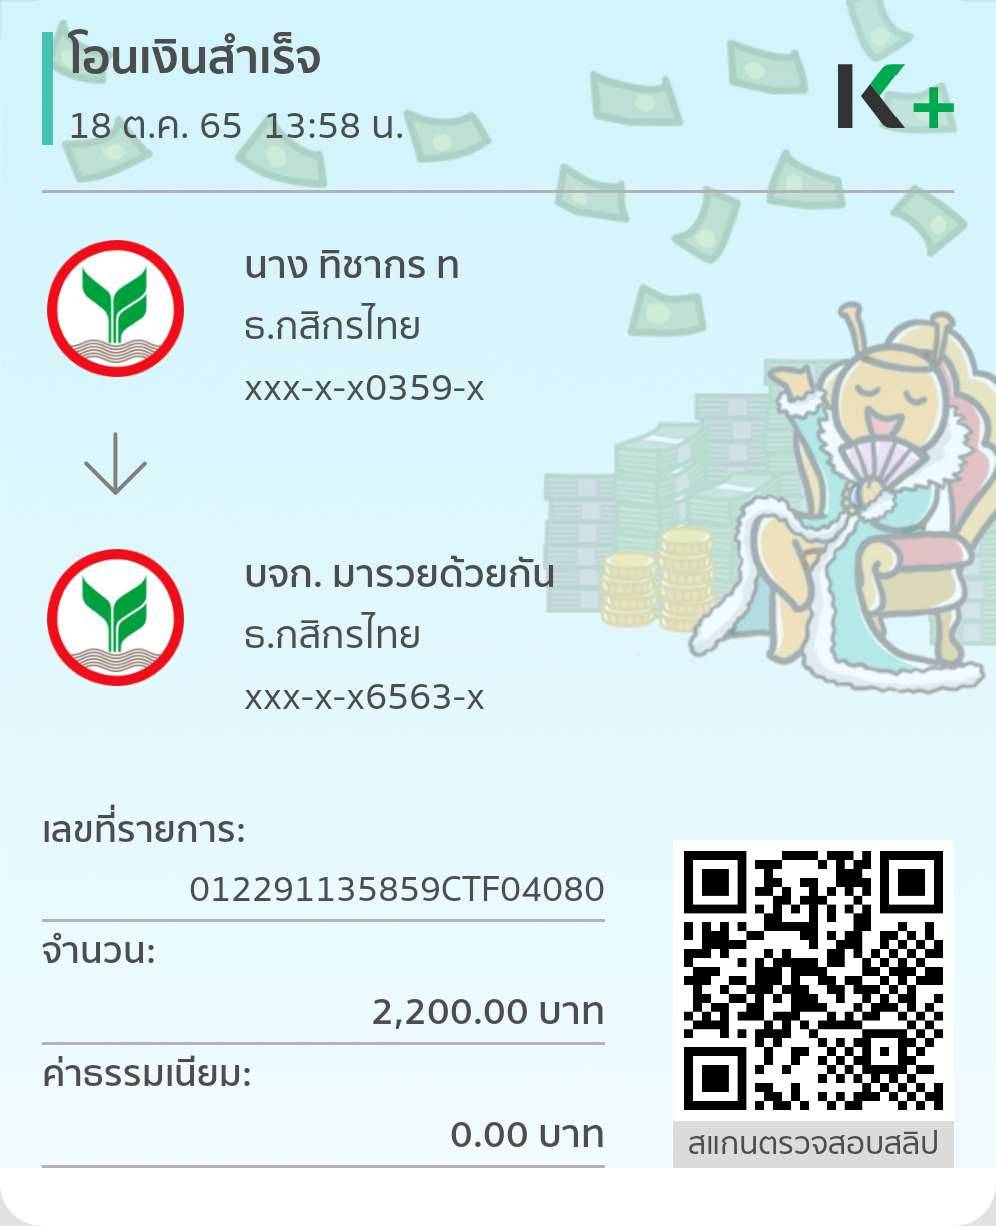 โอนเงินสำเร็จ
18 ต.ค. 65  13:58 น.
K+
นาง ทิชากร ท
ธ.กสิกรไทย
xxx-x-x0359-x
บจก. มารวยด้วยกัน
ธ.กสิกรไทย
xxx-x-x6563-x
เลขที่รายการ:
012291135859CTF04080
จำนวน:
2,200.00 บาท
ค่าธรรมเนียม:
0.00 บาท
สแกนตรวจสอบสลิป